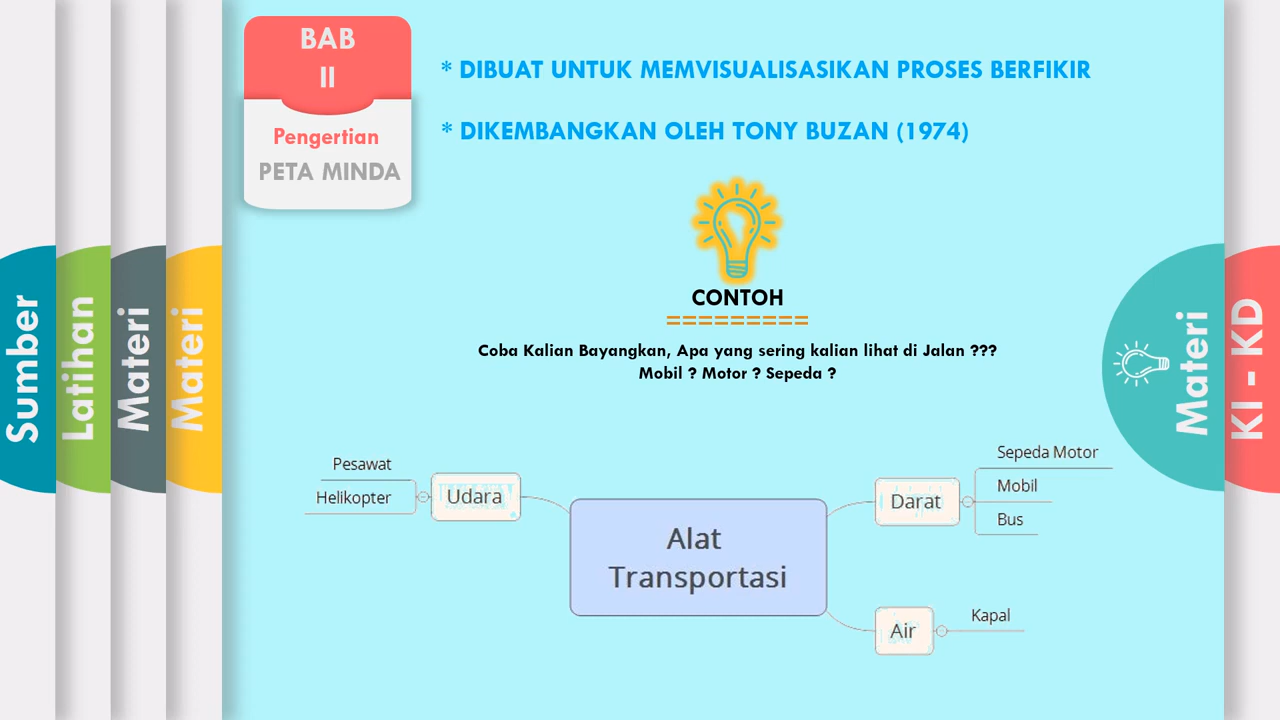 BAB
II
Pengertian
PETA MINDA
* DIBUAT UNTUK MEMVISUALISASIKAN PROSES BERFIKIR
* DIKEMBANGKAN OLEH TONY BUZAN (1974)
CONTOH
=========
Coba Kalian Bayangkan, Apa yang sering kalian lihat di Jalan ???
Mobil ? Motor ? Sepeda ?
Sumber
Latihan
Materi
Materi
Materi
KI - KD
Pesawat
Helikopter
Udara
Alat
Transportasi
Darat
Sepeda Motor
Mobil
Bus
Air
Kapal